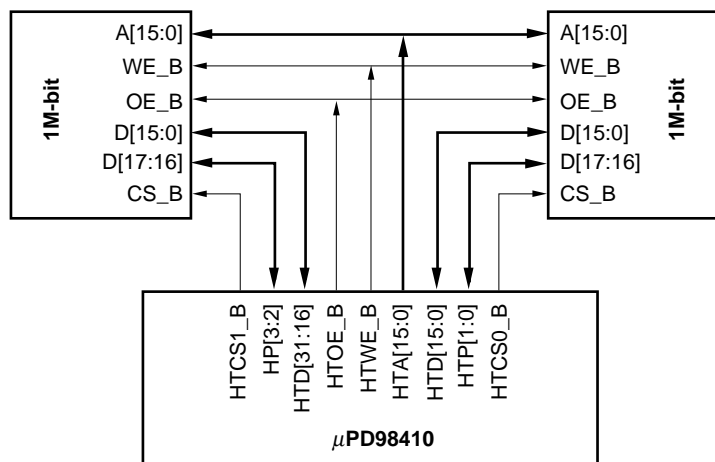 A[15:0]
WE_B
OE_B
D[15:0]
D[17:16]
CS_B
1M-bit
A[15:0]
WE_B
OE_B
D[15:0]
D[17:16]
CS_B
1M-bit
HTCS1_B
HP[3:2]
HTD[31:16]
HTOE_B
HTWE_B
HTA[15:0]
HTD[15:0]
HTP[1:0]
HTCS0_B
μPD98410